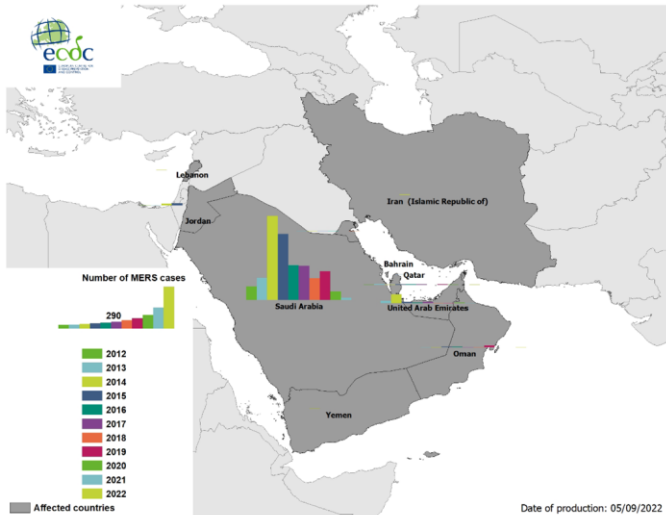 ecdc
Lebanon
Iran (Islamic Republic of)
Jordan
Bahrain
Qatar
Number of MERS cases
290
Saudi Arabia
United Arab Emirates
2012
2013
2014
2015
2016
2017
2018
2019
2020
2021
2022
Oman
Yemen
Affected countries
Date of production: 05/09/2022